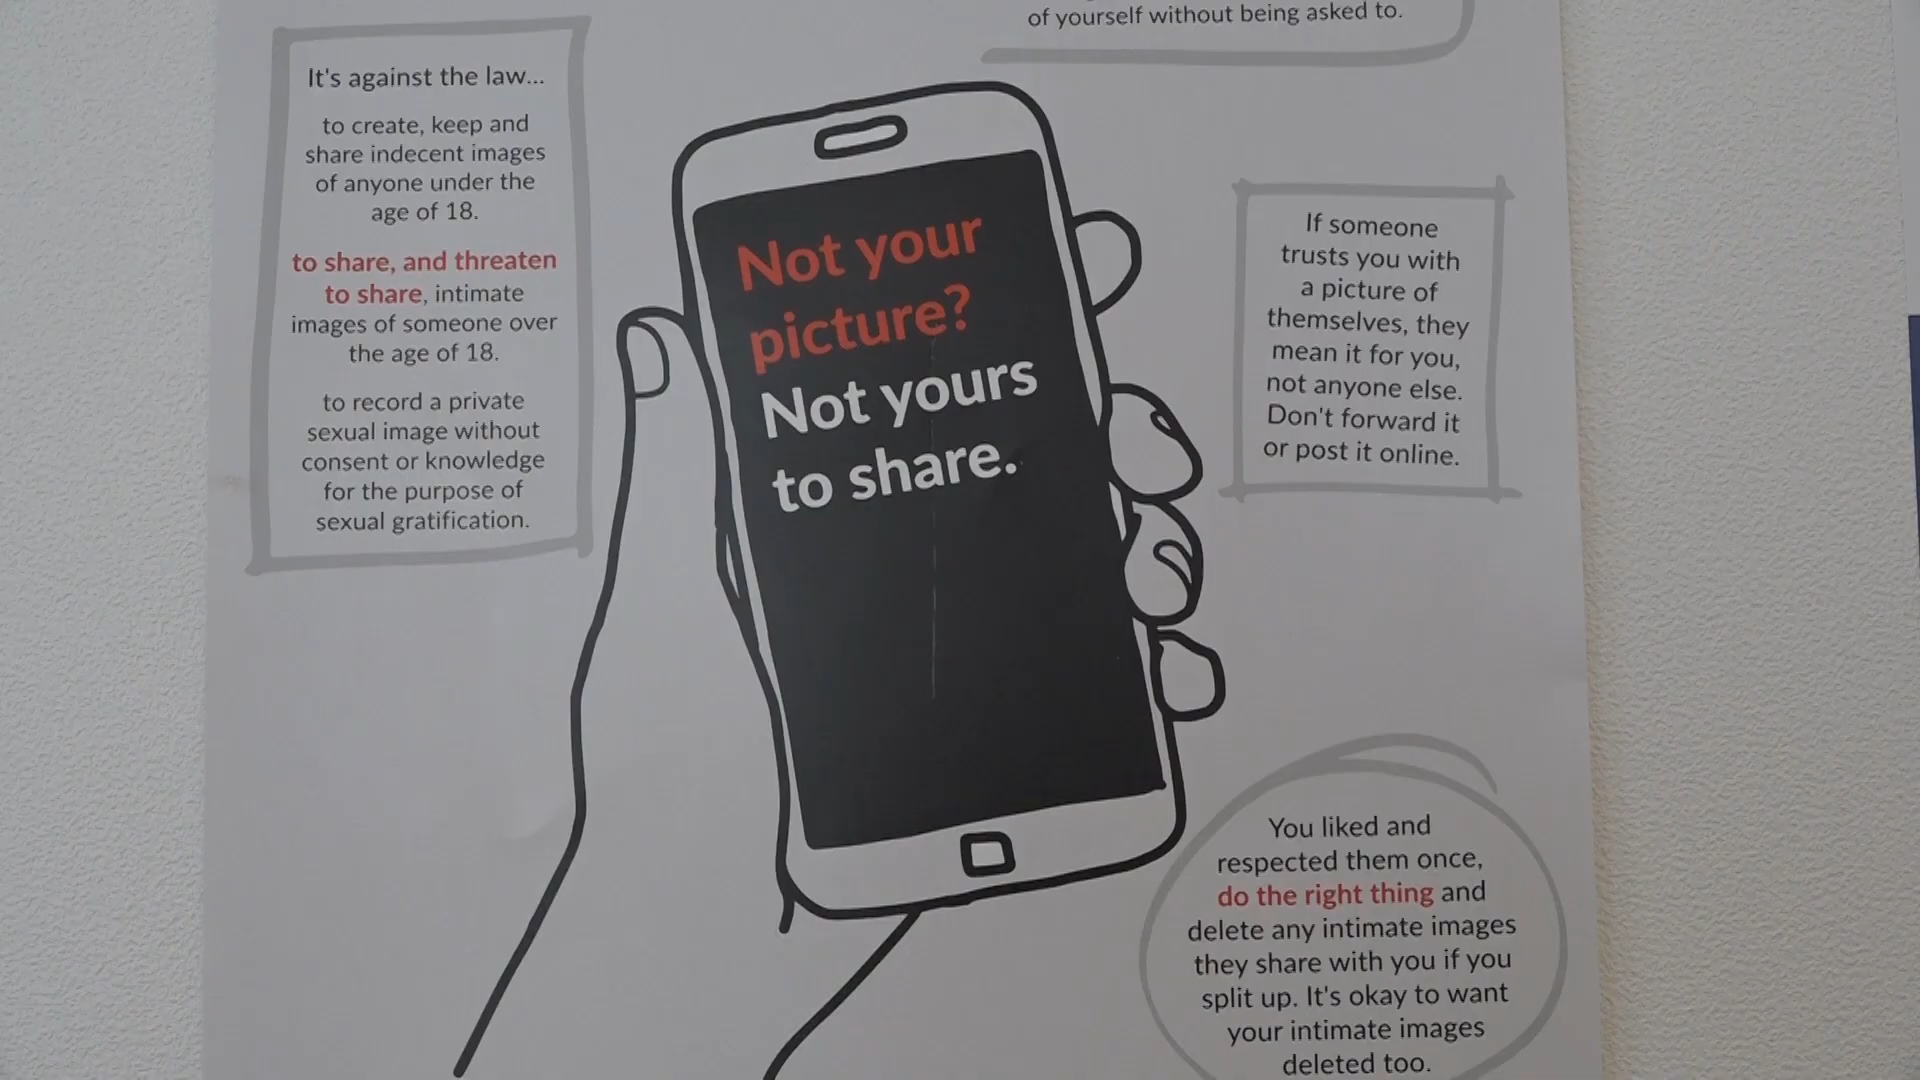 of yourself without being asked to.
It's against the law...
to create, keep and
share indecent images
of anyone under the
age of 18.
to share, and threaten
to share, intimate
images of someone over
the age of 18.
to record a private
sexual image without
consent or knowledge
for the purpose of
sexual gratification.
Not your
picture?
Not yours
to share.
If someone
trusts you with
a picture of
themselves, they
mean it for you,
not anyone else.
Don't forward it
or post it online.
You liked and
respected them once,
do the right thing and
delete any intimate images
they share with you if you
split up. It's okay to want
your intimate images
deleted too.